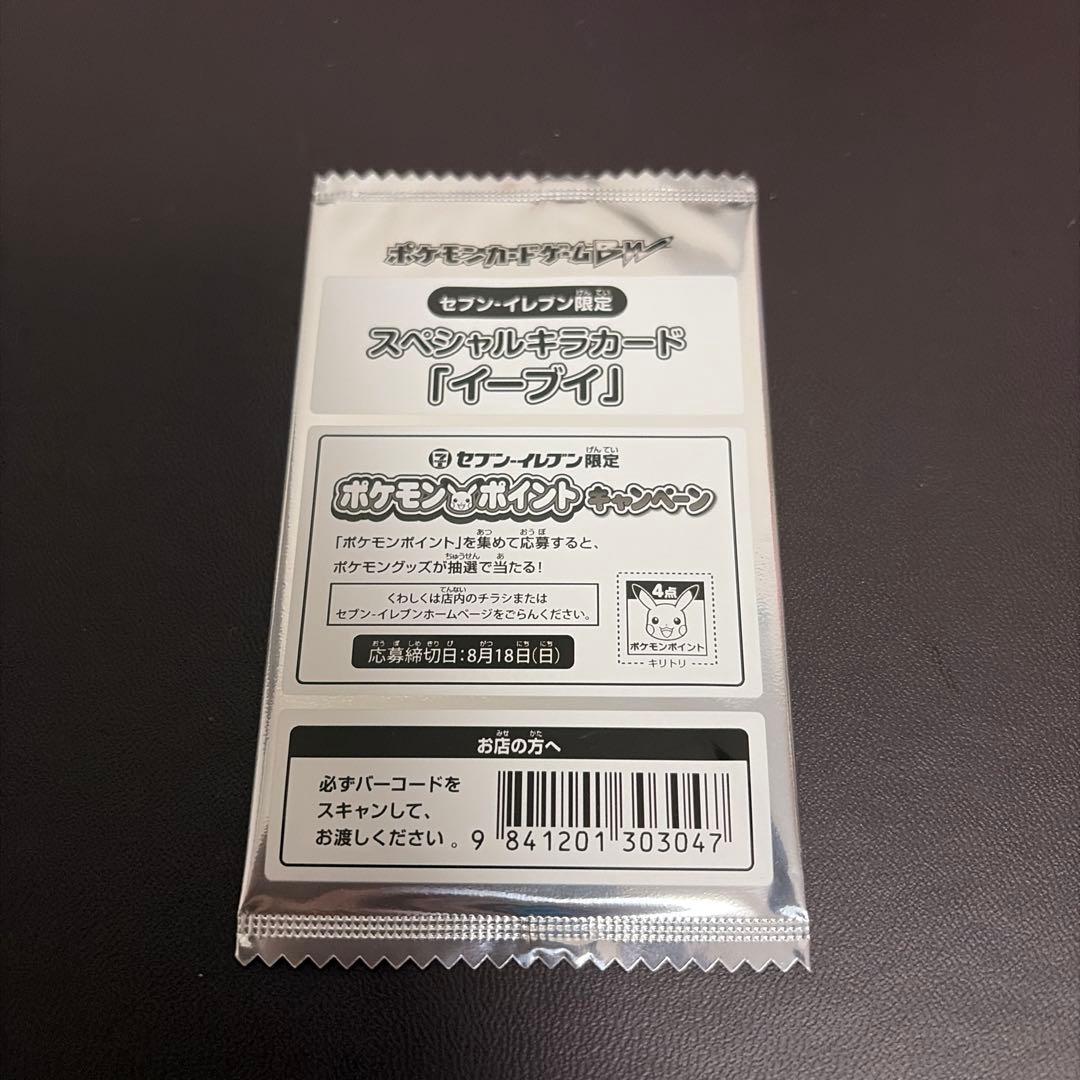 ポケモンカードゲームBW
セブン-イレブン限定
スペシャルキラカード
「イーブイ」
セブン-イレブン限定
ポケモンポイントキャンペーン
「ポケモンポイント」を集めて応募すると、
ポケモングッズが抽選で当たる!
くわしくは店内のチラシまたは
セブン-イレブンホームページをごらんください。
応募締切日:8月18日(日)
4点
ポケモンポイント
キリトリ
お店の方へ
必ずバーコードを
スキャンして、
お渡しください。
9 841201 303047